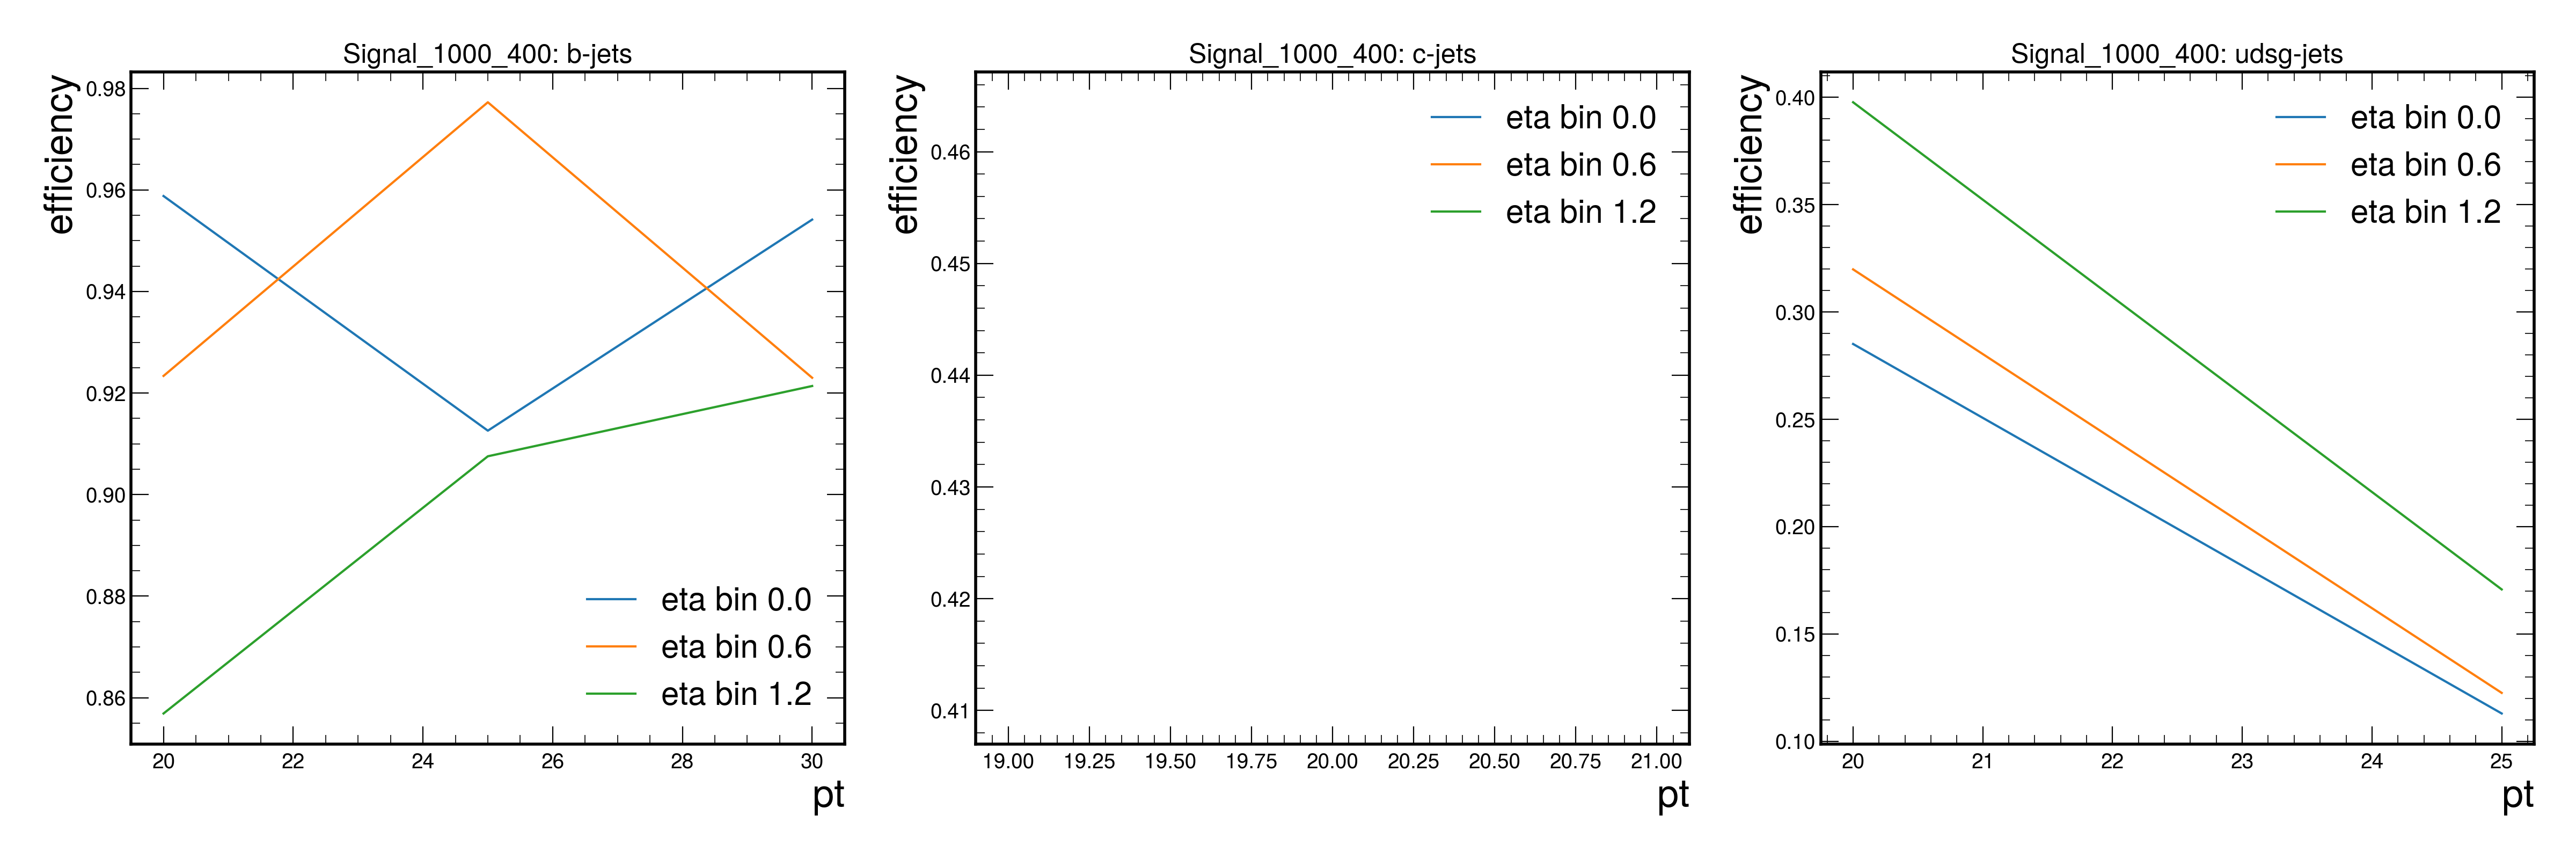 Signal_1000_400: b-jets
efficiency
0.98
0.96
0.94
0.92
0.90
0.88
0.86
eta bin 0.0
eta bin 0.6
eta bin 1.2
20 22 24 26 28 30
pt
Signal_1000_400: c-jets
efficiency
0.46
0.45
0.44
0.43
0.42
0.41
eta bin 0.0
eta bin 0.6
eta bin 1.2
19.00 19.25 19.50 19.75 20.00 20.25 20.50 20.75 21.00
pt
Signal_1000_400: udsg-jets
efficiency
0.40
0.35
0.30
0.25
0.20
0.15
0.10
eta bin 0.0
eta bin 0.6
eta bin 1.2
20 21 22 23 24 25
pt